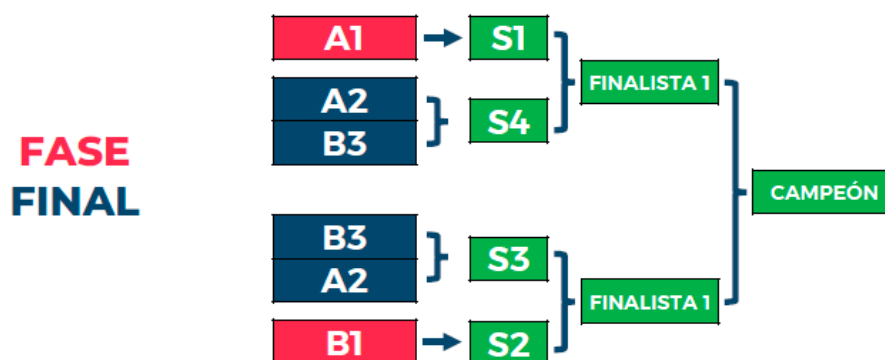 A1
S1
FINALISTA 1
A2
S4
B3
FASE
FINAL
CAMPEÓN
B3
S3
A2
FINALISTA 1
B1
S2